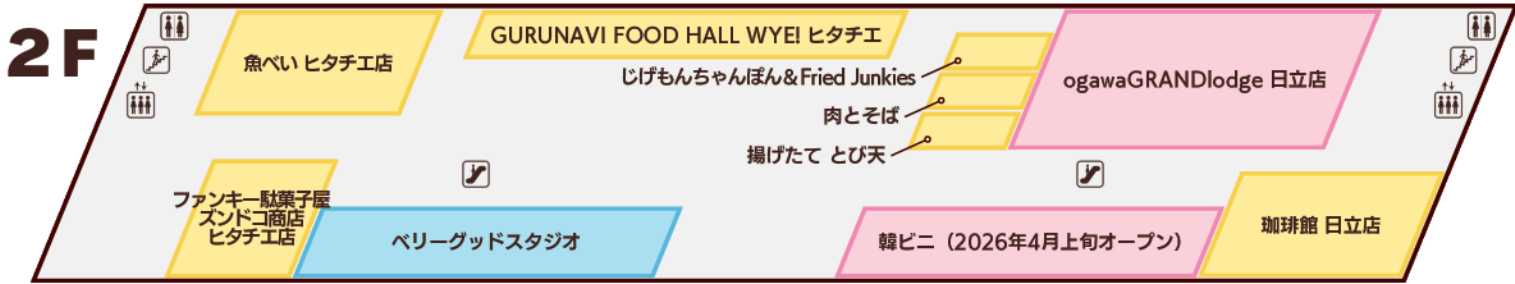 2F
魚べい ヒタチエ店
GURUNAVI FOOD HALL WYE! ヒタチエ
じげもんちゃんぽん&Fried Junkies
肉とそば
揚げたて とび天
ogawaGRANDlodge 日立店
ファンキー駄菓子屋
ズンドコ商店
ヒタチエ店
ベリーグッドスタジオ
韓ビニ（2026年4月上旬オープン）
珈琲館 日立店